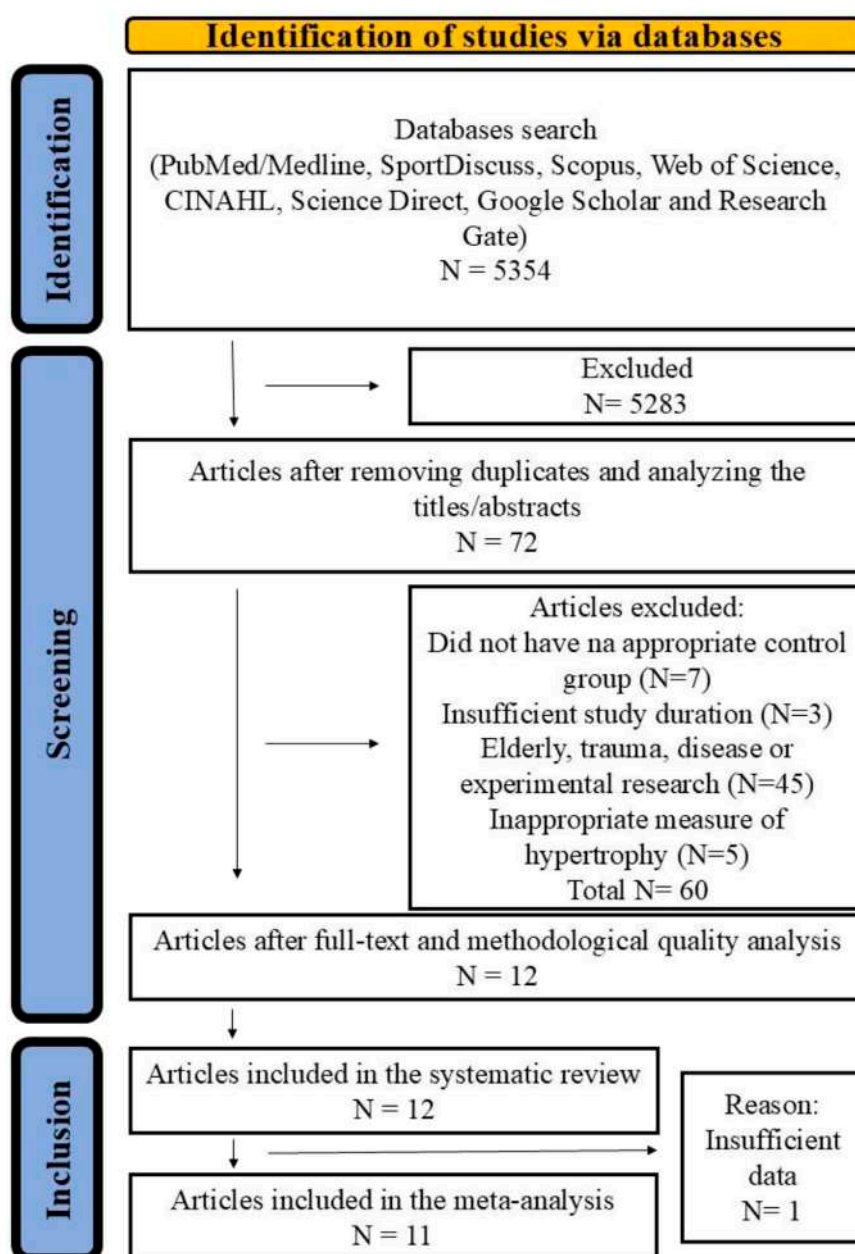 Identification of studies via databases
Identification
Databases search
(PubMed/Medline, SportDiscuss, Scopus, Web of Science,
CINAHL, Science Direct, Google Scholar and Research
Gate)
N = 5354
Screening
Excluded
N= 5283
Articles after removing duplicates and analyzing the
titles/abstracts
N = 72
Articles excluded:
Did not have na appropriate control
group (N=7)
Insufficient study duration (N=3)
Elderly, trauma, disease or
experimental research (N=45)
Inappropriate measure of
hypertrophy (N=5)
Total N= 60
Articles after full-text and methodological quality analysis
N = 12
Inclusion
Articles included in the systematic review
N = 12
Reason:
Insufficient
data
N= 1
Articles included in the meta-analysis
N = 11